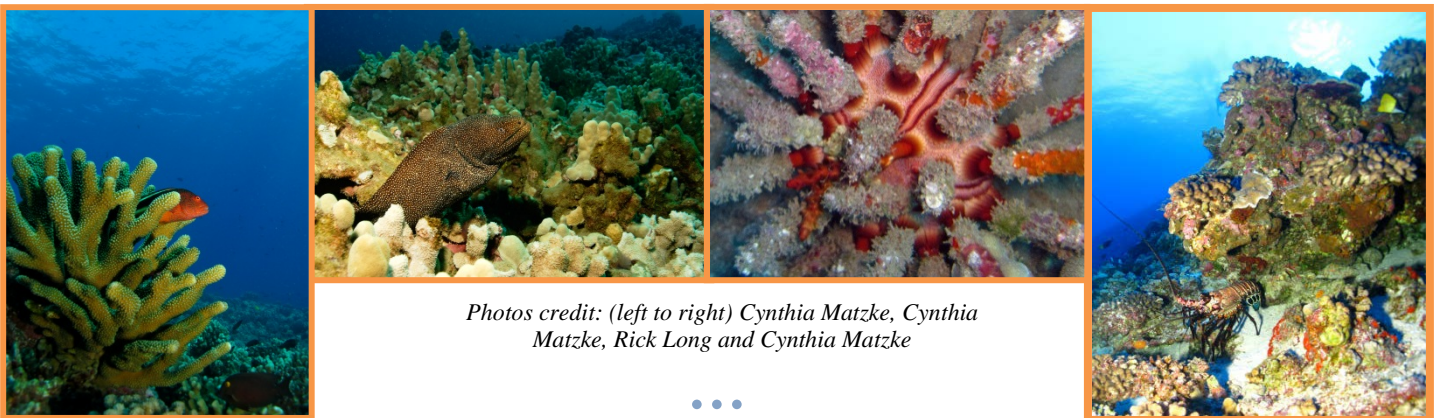 Photos credit: (left to right) Cynthia Matzke, Cynthia
Matzke, Rick Long and Cynthia Matzke